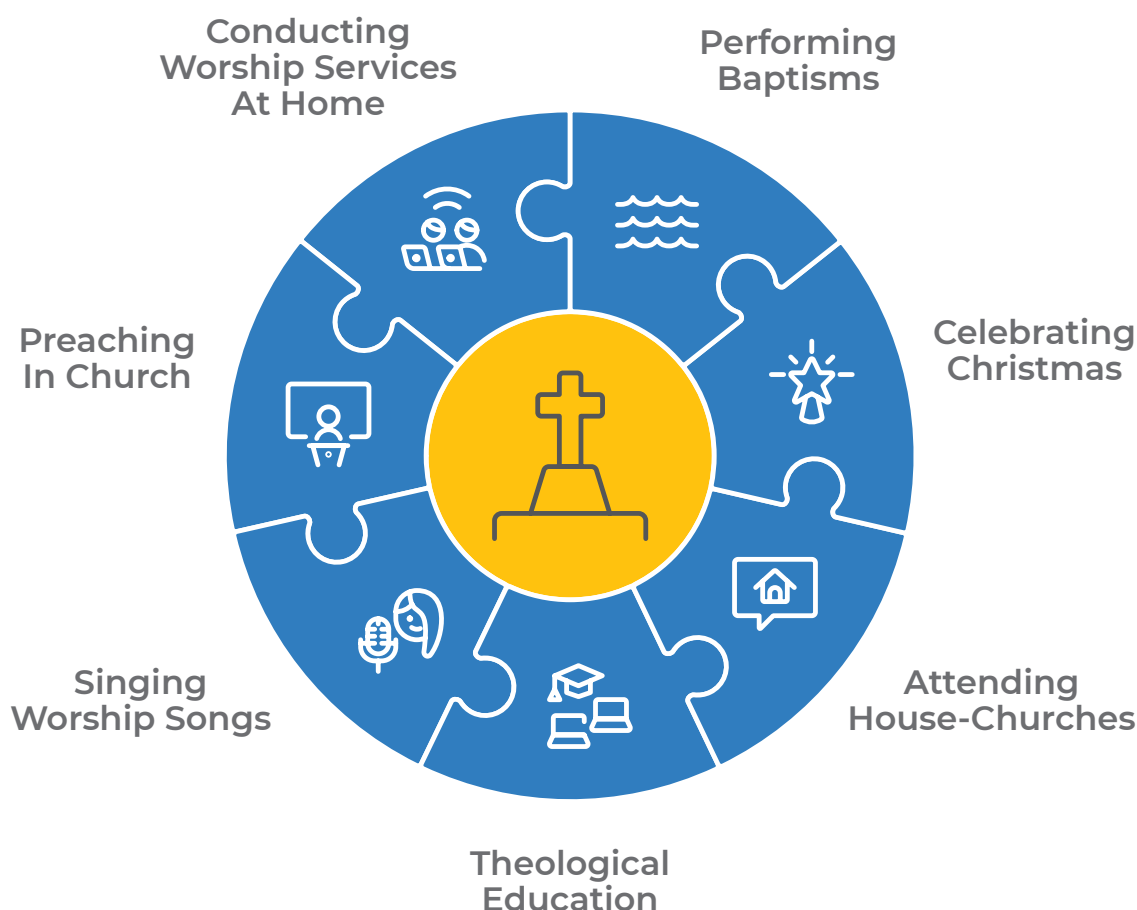 Conducting
Worship Services
At Home
Performing
Baptisms
Preaching
In Church
Celebrating
Christmas
Singing
Worship Songs
Attending
House-Churches
Theological
Education